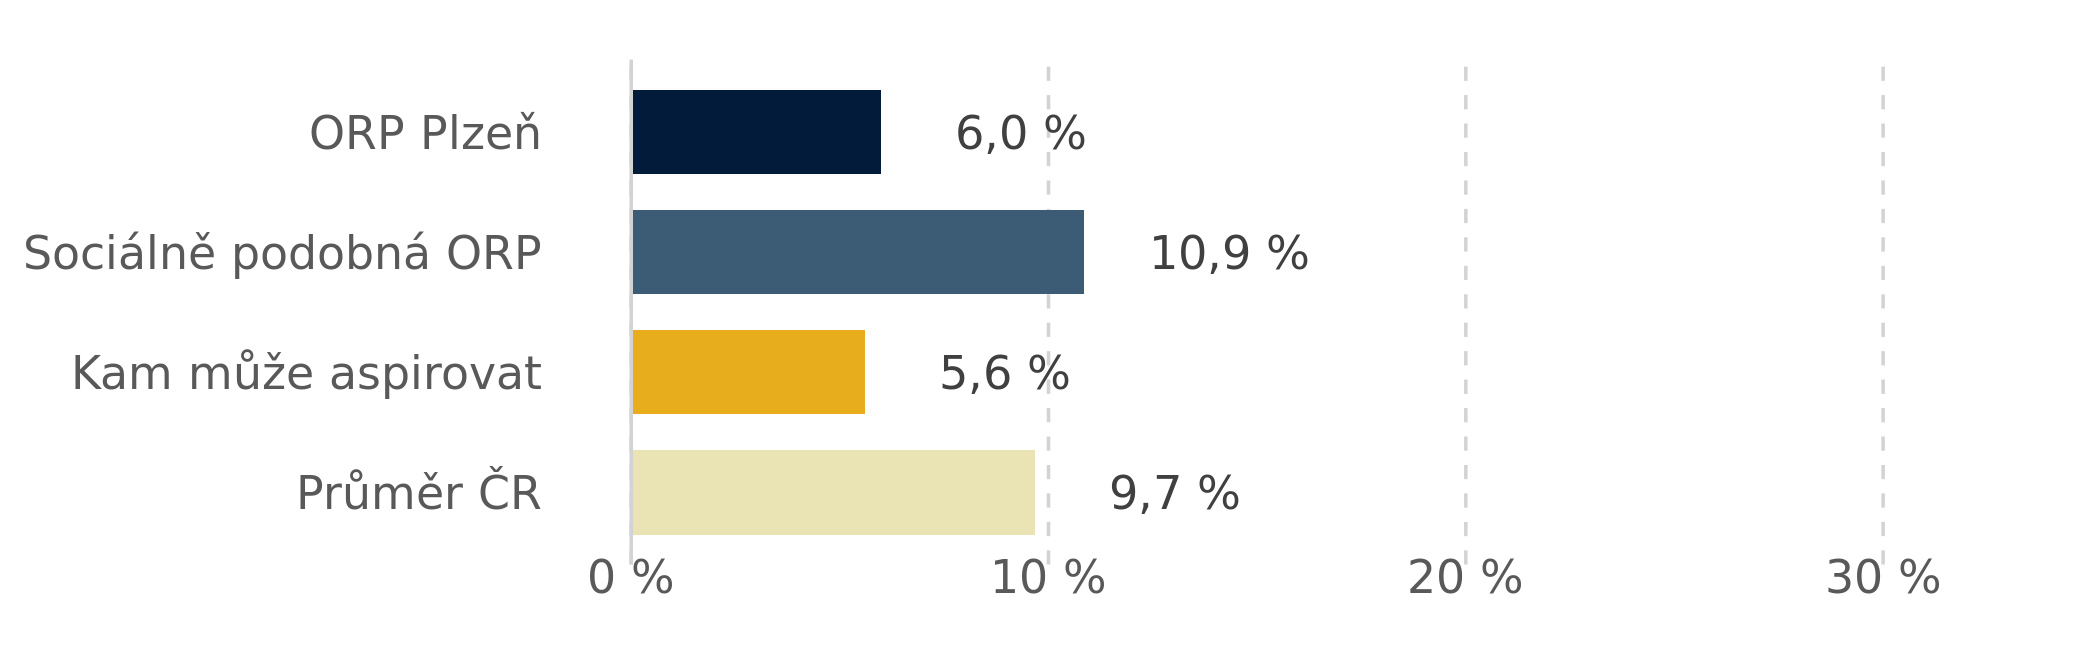 ORP Plzeň 6,0 %
Sociálně podobná ORP 10,9 %
Kam může aspirovat 5,6 %
Průměr ČR 9,7 %
0 % 10 % 20 % 30 %